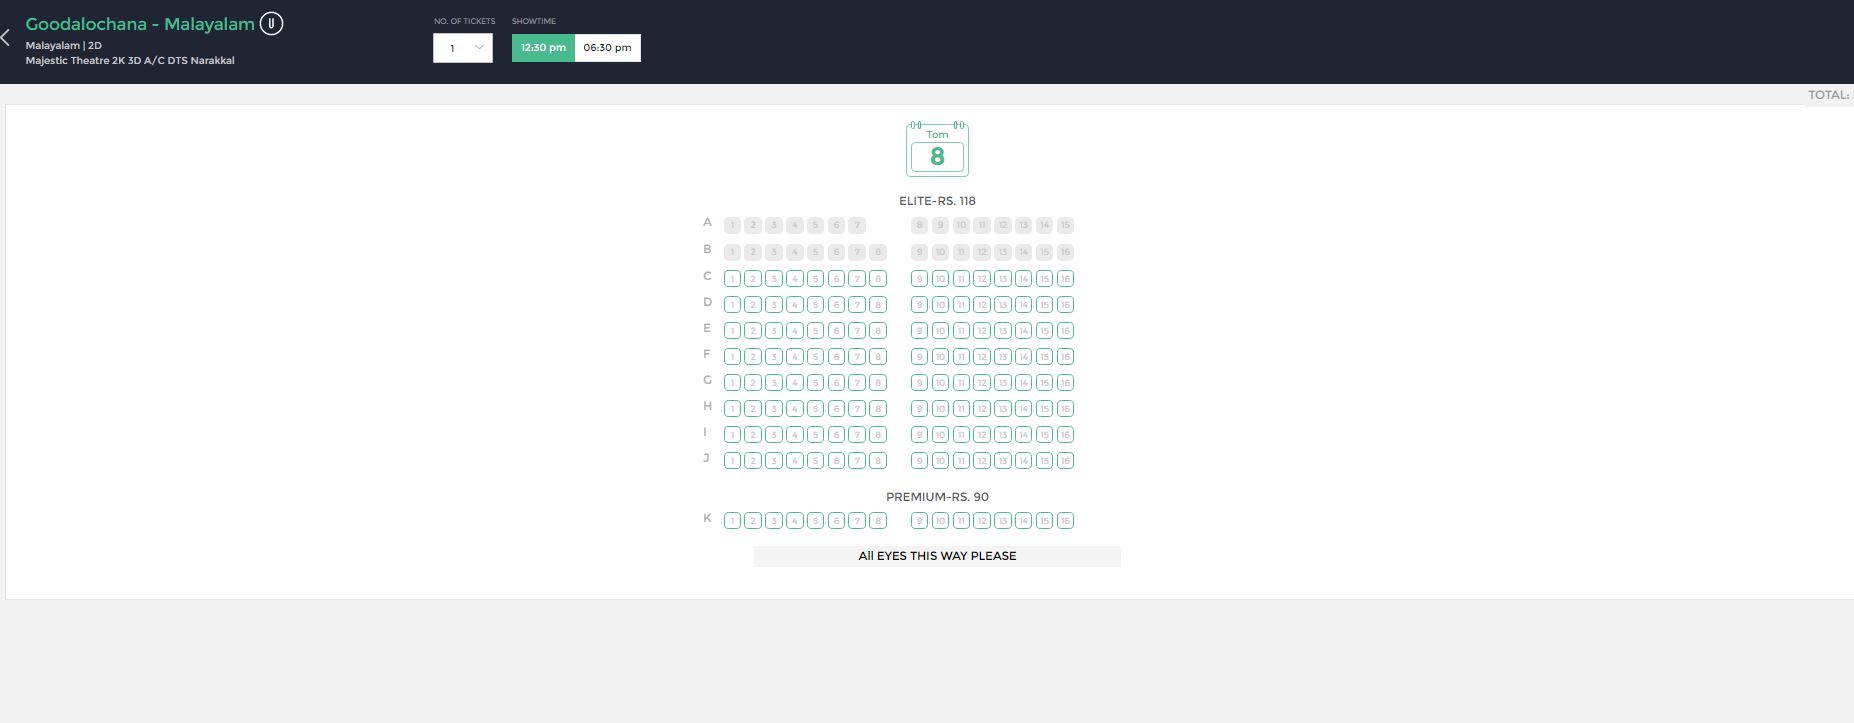 Goodalochana - Malayalam U
Malayalam | 2D
Majestic Theatre 2K 3D A/C DTS Narakkal
NO. OF TICKETS SHOWTIME
1 12:30 pm 06:30 pm
TOTAL:
Tom
8
ELITE-RS. 118
A 1 2 3 4 5 6 7 8 9 10 11 12 13 14 15
B 1 2 3 4 5 6 7 8 9 10 11 12 13 14 15 16
C 1 2 3 4 5 6 7 8 9 10 11 12 13 14 15 16
D 1 2 3 4 5 6 7 8 9 10 11 12 13 14 15 16
E 1 2 3 4 5 6 7 8 9 10 11 12 13 14 15 16
F 1 2 3 4 5 6 7 8 9 10 11 12 13 14 15 16
G 1 2 3 4 5 6 7 8 9 10 11 12 13 14 15 16
H 1 2 3 4 5 6 7 8 9 10 11 12 13 14 15 16
I 1 2 3 4 5 6 7 8 9 10 11 12 13 14 15 16
J 1 2 3 4 5 6 7 8 9 10 11 12 13 14 15 16
PREMIUM-RS. 90
K 1 2 3 4 5 6 7 8 9 10 11 12 13 14 15 16
All EYES THIS WAY PLEASE